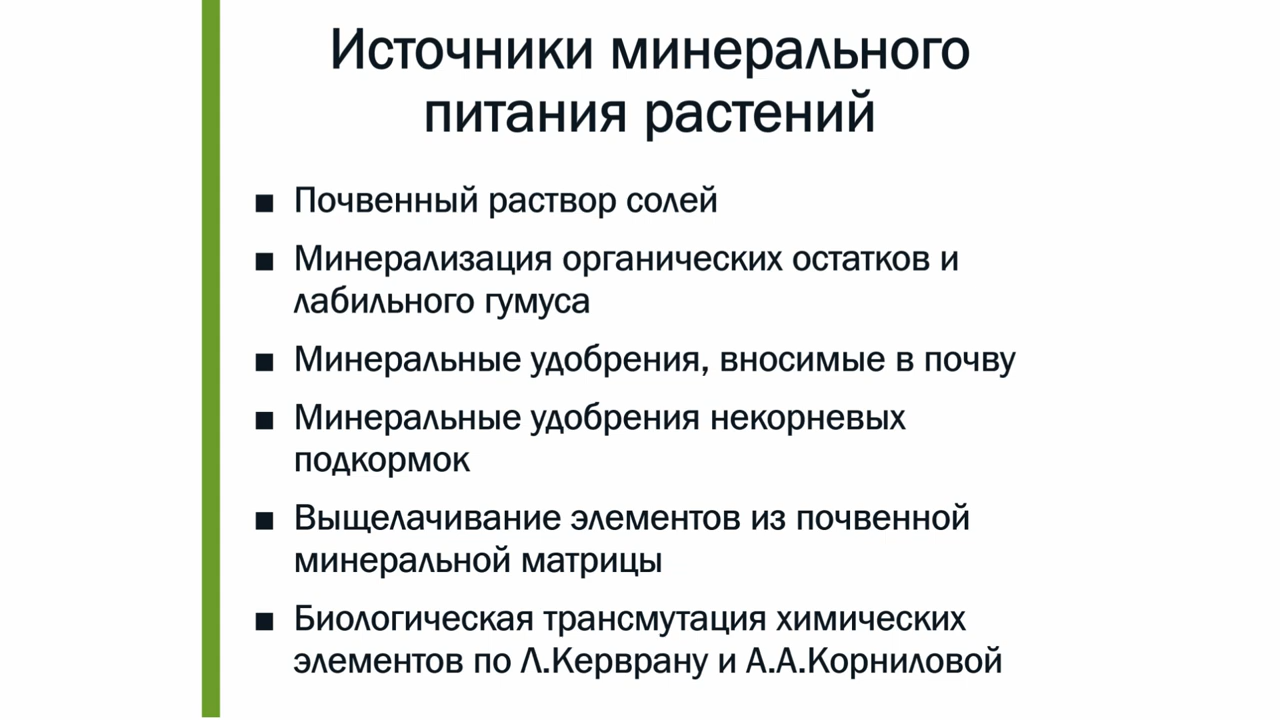 Источники минерального
питания растений
■ Почвенный раствор солей
■ Минерализация органических остатков и
лабильного гумуса
■ Минеральные удобрения, вносимые в почву
■ Минеральные удобрения некорневых
подкормок
■ Выщелачивание элементов из почвенной
минеральной матрицы
■ Биологическая трансмутация химических
элементов по Л.Керврану и А.А.Корниловой